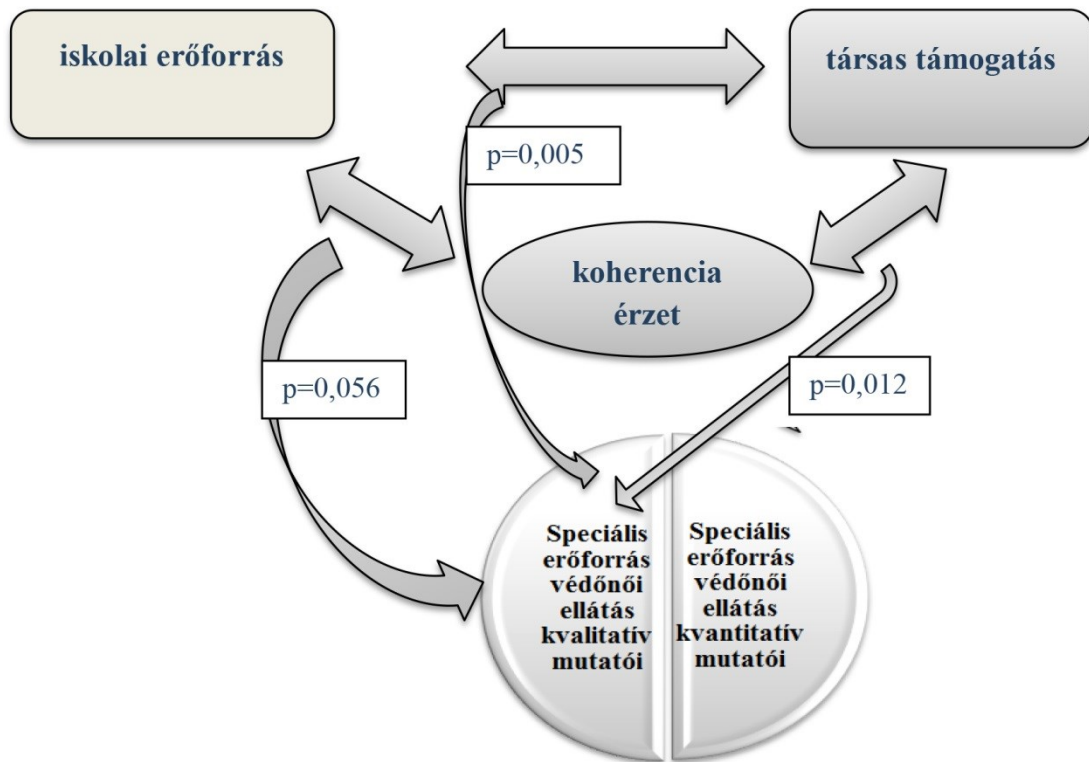 iskolai erőforrás
társas támogatás
p=0,005
koherencia
érzet
p=0,056
p=0,012
Speciális
erőforrás
védőnői
ellátás
kvalitatív
mutatói
Speciális
erőforrás
védőnői
ellátás
kvantitatív
mutatói